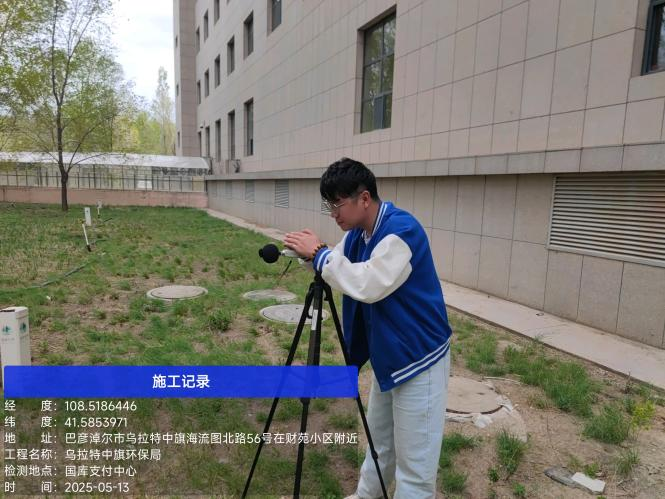 施工记录
经 度: 108.5186446
纬 度: 41.5853971
地 址: 巴彦淖尔市乌拉特中旗海流图北路56号在财苑小区附近
工程名称: 乌拉特中旗环保局
检测地点: 国库支付中心
时 间: 2025-05-13